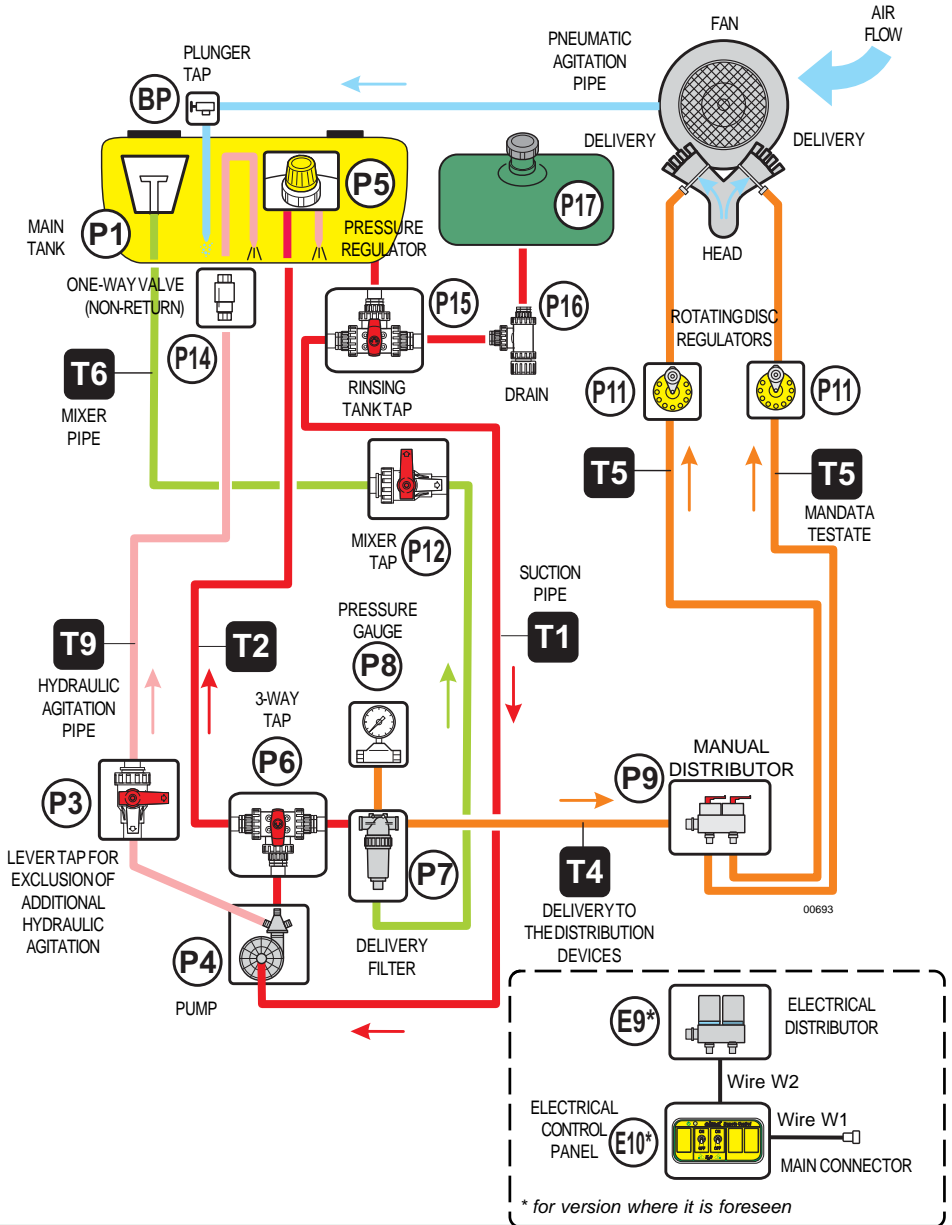 FAN
AIR
FLOW
PNEUMATIC
AGITATION
PIPE
PLUNGER
TAP
BP
DELIVERY
DELIVERY
P5
P17
MAIN
TANK
P1
PRESSURE
REGULATOR
HEAD
ONE-WAY VALVE
(NON-RETURN)
P15
P16
ROTATING DISC
REGULATORS
P14
T6
MIXER
PIPE
RINSING
TANK TAP
DRAIN
P11
P11
T5
T5
MANDATA
TESTATE
MIXER
TAP
P12
SUCTION
PIPE
T1
PRESSURE
GAUGE
P8
T9
T2
HYDRAULIC
AGITATION
PIPE
3-WAY
TAP
P6
MANUAL
DISTRIBUTOR
P9
P3
LEVER TAP FOR
EXCLUSION OF
ADDITIONAL
HYDRAULIC
AGITATION
P7
T4
00693
DELIVERY TO
THE DISTRIBUTION
DEVICES
DELIVERY
FILTER
P4
PUMP
E9*
ELECTRICAL
DISTRIBUTOR
Wire W2
ELECTRICAL
CONTROL
PANEL
E10*
ON
ON
OFF
OFF
Wire W1
MAIN CONNECTOR
* for version where it is foreseen